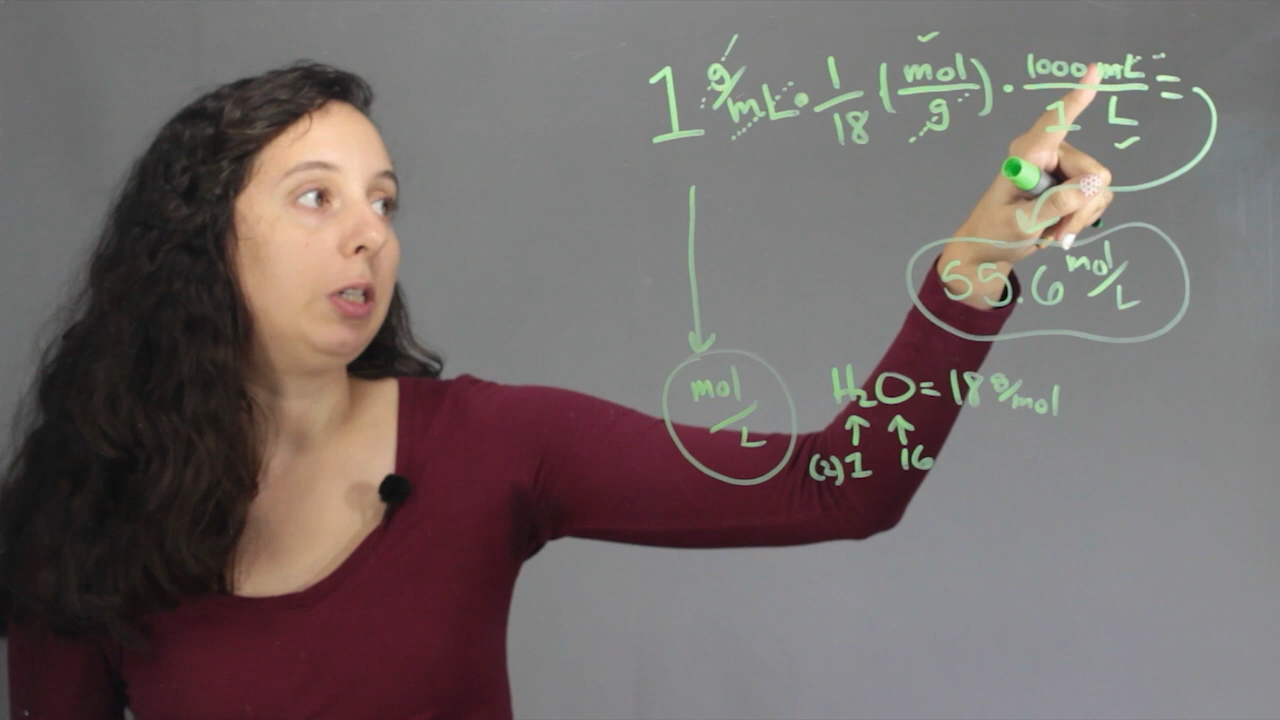 1 g/mL · 1/18 (mol/g) · 1000 mL/1 L =
55.6 mol/L
mol/L
H₂O = 18 g/mol
(2)1 16